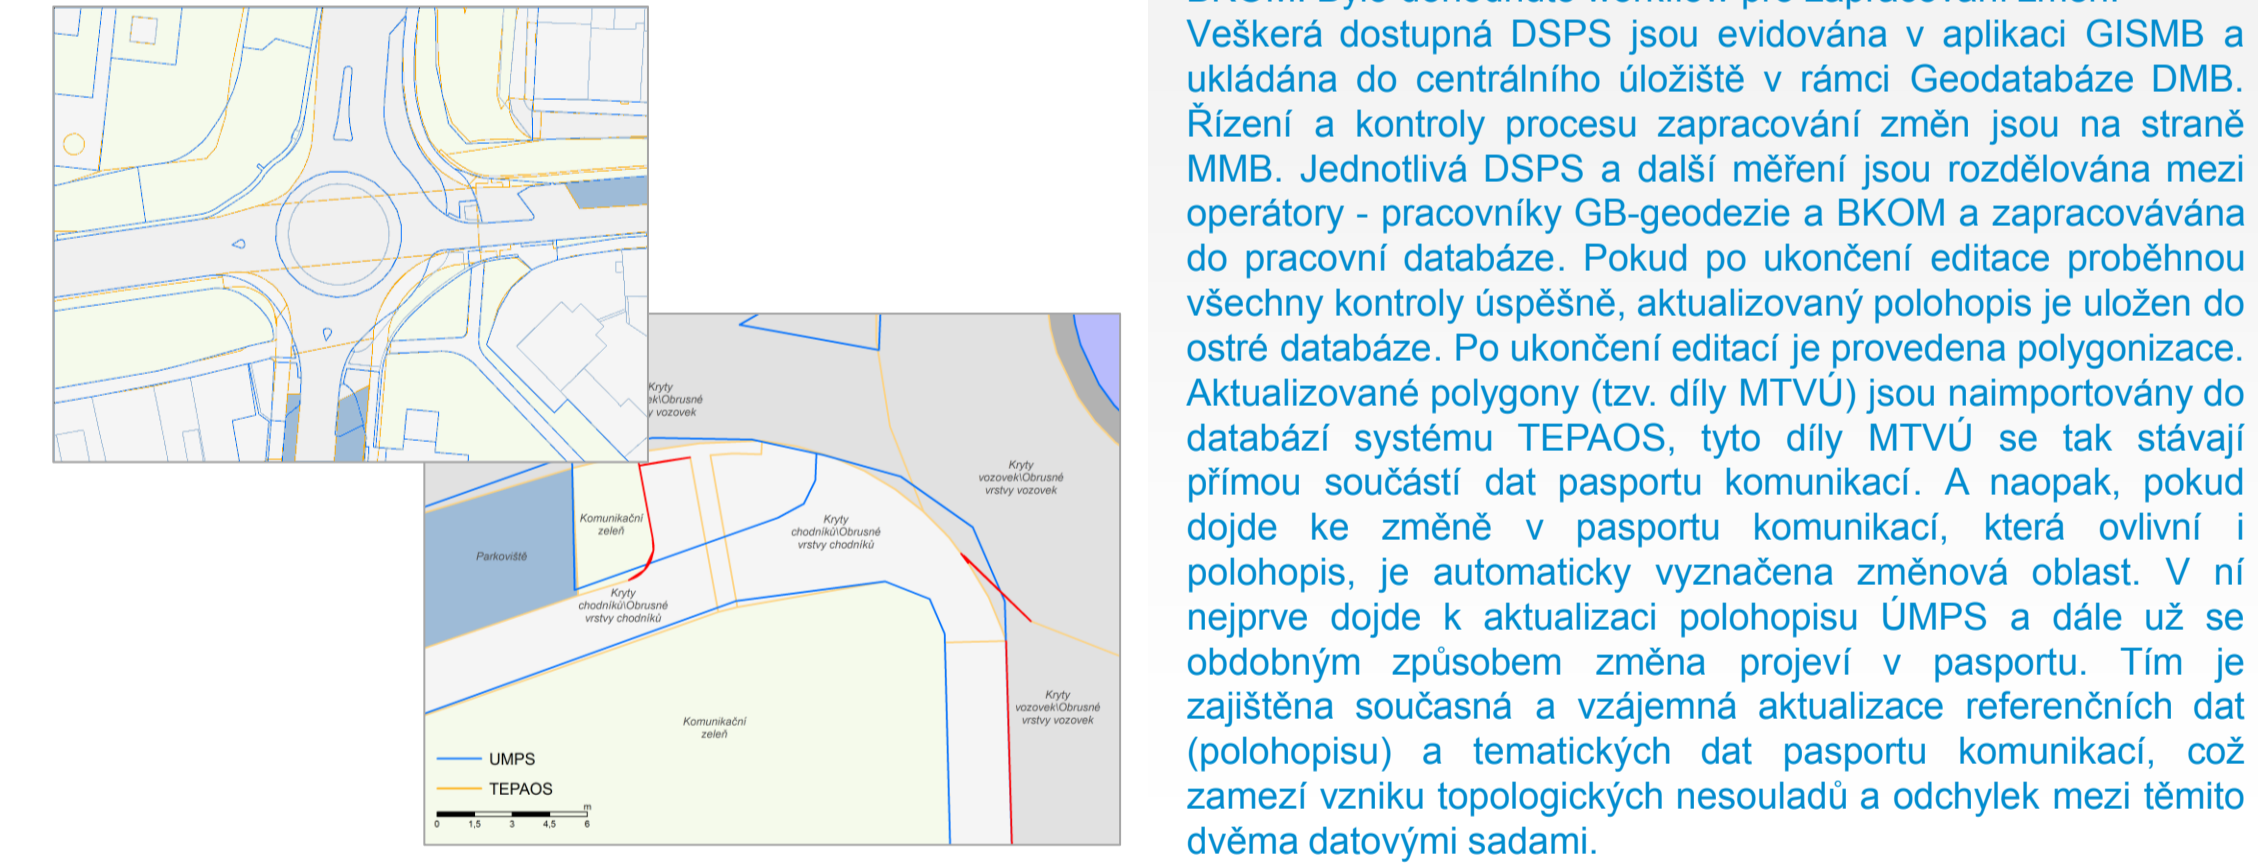 Kryty
ek\Obrusné
y vozovek
Kryty
vozovek\Obrusné
vrstvy vozovek
Komunikační
zeleň
Kryty
chodníků\Obrusné
vrstvy chodníků
Parkoviště
Kryty
chodníků\Obrusné
vrstvy chodníků
Kryty
vozovek\Obrusné
vrstvy vozovek
Komunikační
zeleň
UMPS
TEPAOS
m
0 1,5 3 4,5 6
Veškerá dostupná DSPS jsou evidována v aplikaci GISMB a
ukládána do centrálního úložiště v rámci Geodatabáze DMB.
Řízení a kontroly procesu zapracování změn jsou na straně
MMB. Jednotlivá DSPS a další měření jsou rozdělována mezi
operátory - pracovníky GB-geodezie a BKOM a zapracovávána
do pracovní databáze. Pokud po ukončení editace proběhnou
všechny kontroly úspěšně, aktualizovaný polohopis je uložen do
ostré databáze. Po ukončení editací je provedena polygonizace.
Aktualizované polygony (tzv. díly MTVÚ) jsou naimportovány do
databází systému TEPAOS, tyto díly MTVÚ se tak stávají
přímou součástí dat pasportu komunikací. A naopak, pokud
dojde ke změně v pasportu komunikací, která ovlivní i
polohopis, je automaticky vyznačena změnová oblast. V ní
nejprve dojde k aktualizaci polohopisu ÚMPS a dále už se
obdobným způsobem změna projeví v pasportu. Tím je
zajištěna současná a vzájemná aktualizace referenčních dat
(polohopisu) a tematických dat pasportu komunikací, což
zamezí vzniku topologických nesouladů a odchylek mezi těmito
dvěma datovými sadami.